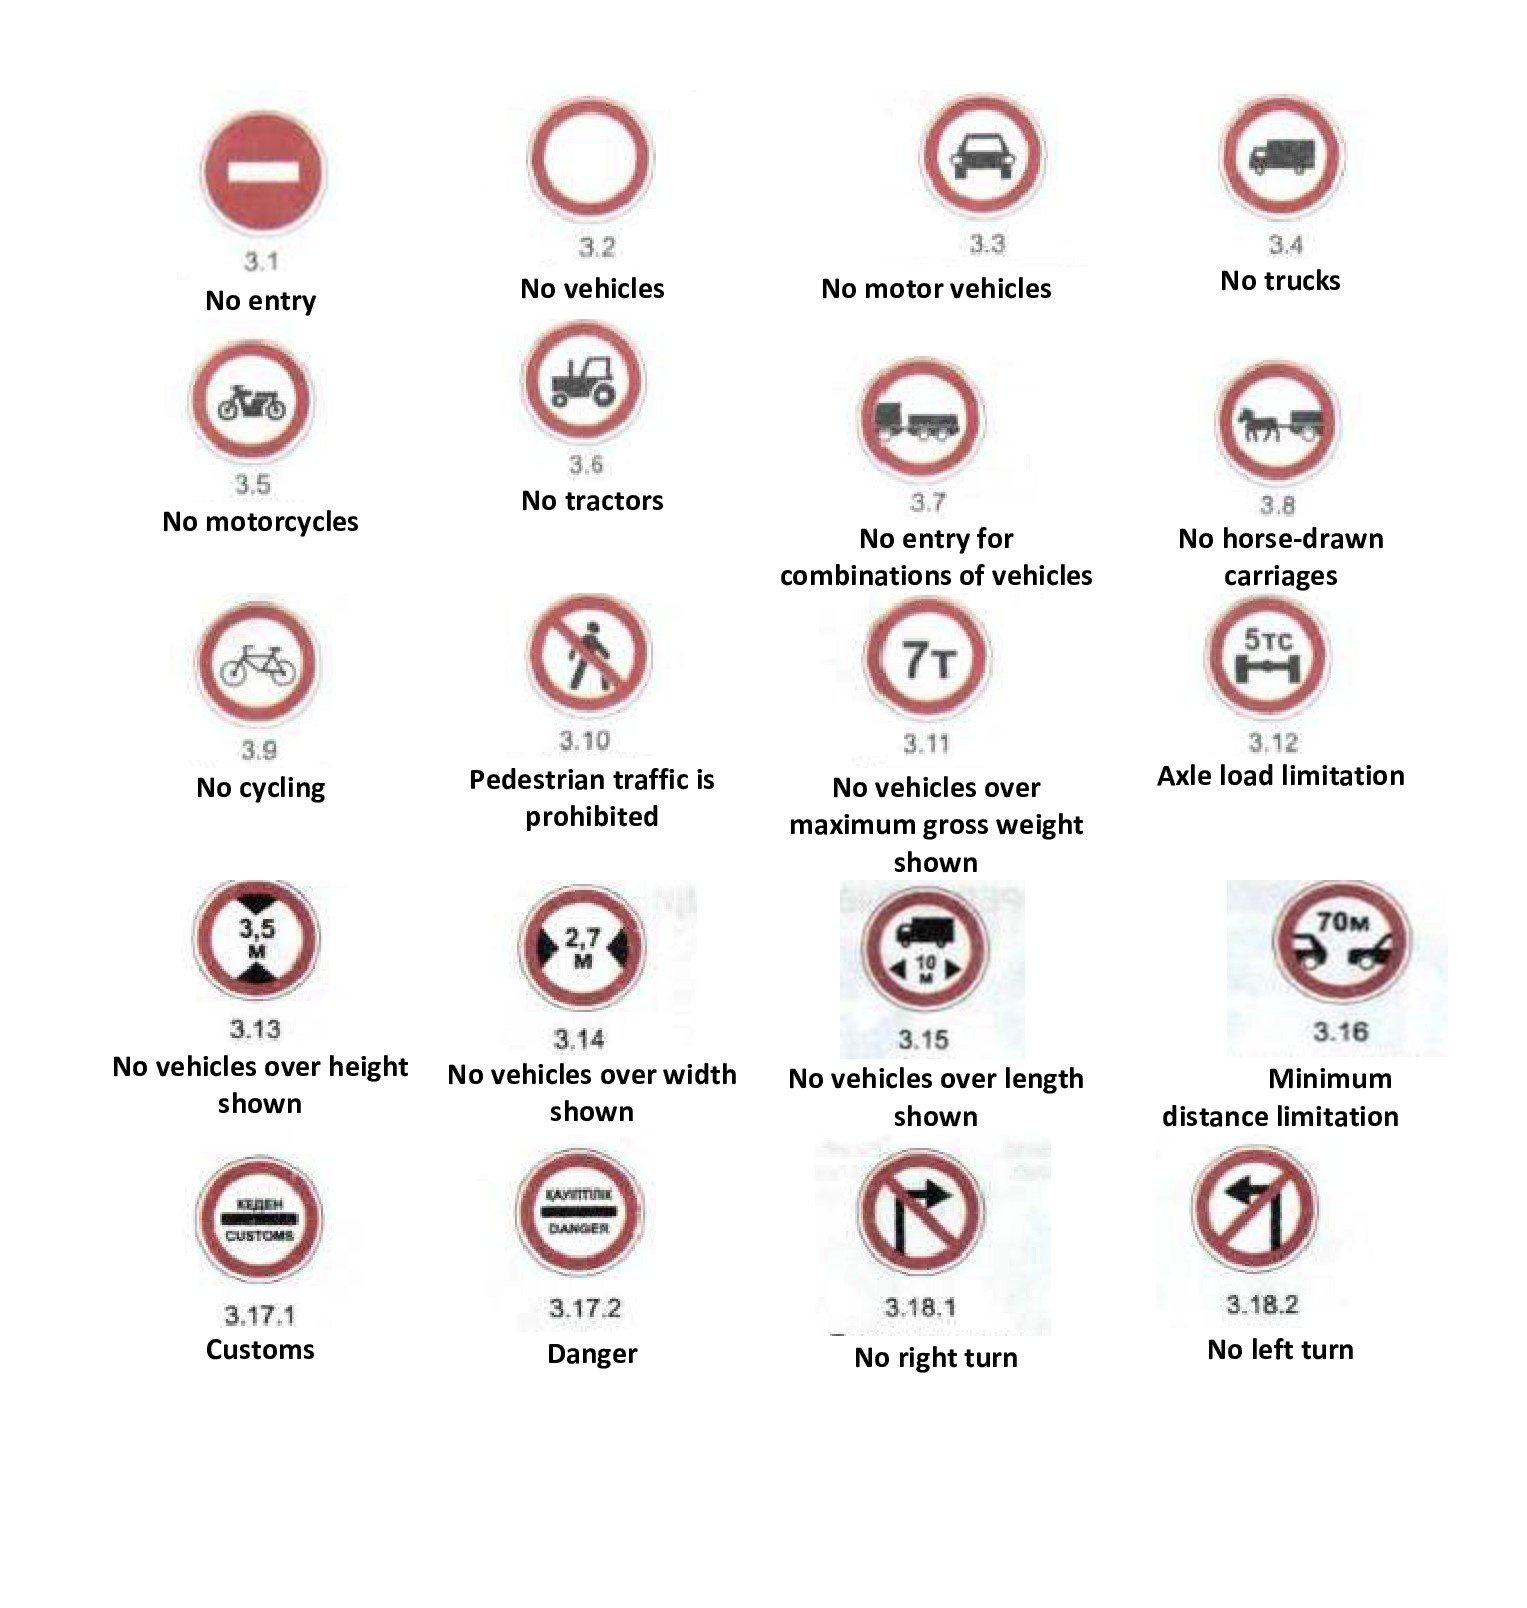 3.1
No entry
3.2
No vehicles
3.3
No motor vehicles
3.4
No trucks
3.5
No motorcycles
3.6
No tractors
3.7
No entry for
combinations of vehicles
3.8
No horse-drawn
carriages
3.9
No cycling
3.10
Pedestrian traffic is
prohibited
7т
3.11
No vehicles over
maximum gross weight
shown
5тс
3.12
Axle load limitation
3,5
м
3.13
No vehicles over height
shown
2,7
м
3.14
No vehicles over width
shown
10
м
3.15
No vehicles over length
shown
70м
3.16
Minimum
distance limitation
КЕДЕН
CUSTOMS
3.17.1
Customs
ҚАУІПТІЛІК
DANGER
3.17.2
Danger
3.18.1
No right turn
3.18.2
No left turn